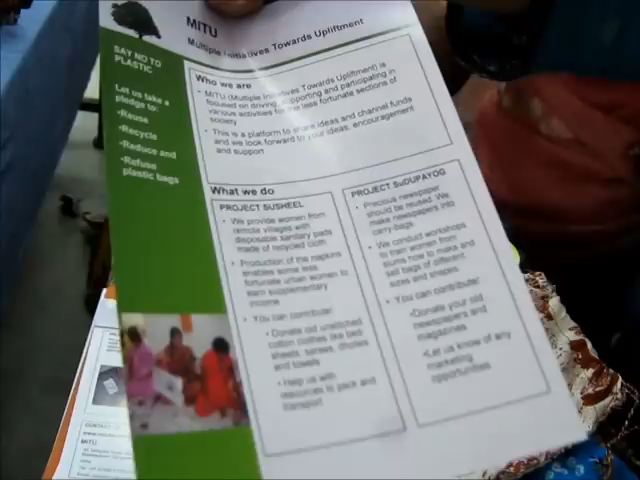 MITU
Multiple Initiatives Towards Upliftment
SAY NO TO
PLASTIC
Let us take a
pledge to:
•Reuse
•Recycle
•Reduce and
•Refuse
plastic bags
Who we are
• MITU (Multiple Initiatives Towards Upliftment) is
focused on driving, supporting and participating in
various activities for the less fortunate sections of
society
• This is a platform to share ideas and channel funds
and we look forward to your ideas, encouragement
and support
What we do
PROJECT SUSHEEL
• We provide women from
remote villages with
disposable sanitary pads
made of recycled cloth
• Production of the napkins
enables some less
fortunate urban women to
earn supplementary
income
• You can contribute:
• Donate old unstitched
cotton clothes like bed
sheets, sarees, dhoties
and towels
• Help us with
resources to pack and
transport
PROJECT SuDUPAYOG
• Precious newspaper
should be reused. We
make newspapers into
carry-bags
• We conduct workshops
to train women from
slums how to make and
sell bags of different
sizes and shapes
• You can contribute:
•Donate your old
newspapers and
magazines
•Let us know of any
marketing
opportunities
MITU